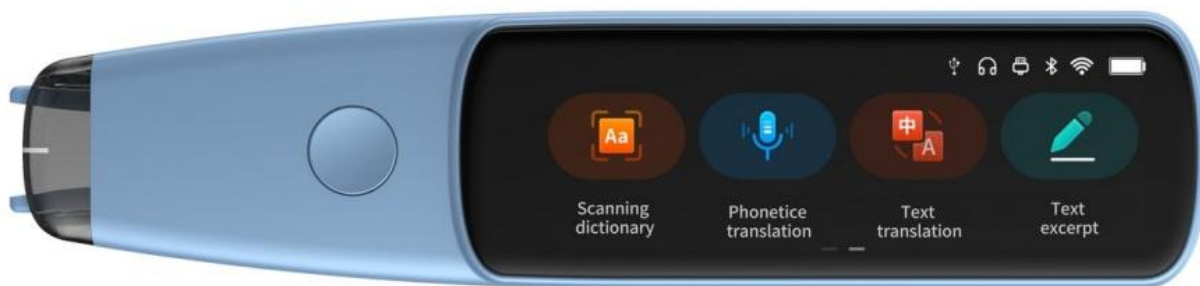 Aa
中
A
Scanning
dictionary
Phonetice
translation
Text
translation
Text
excerpt